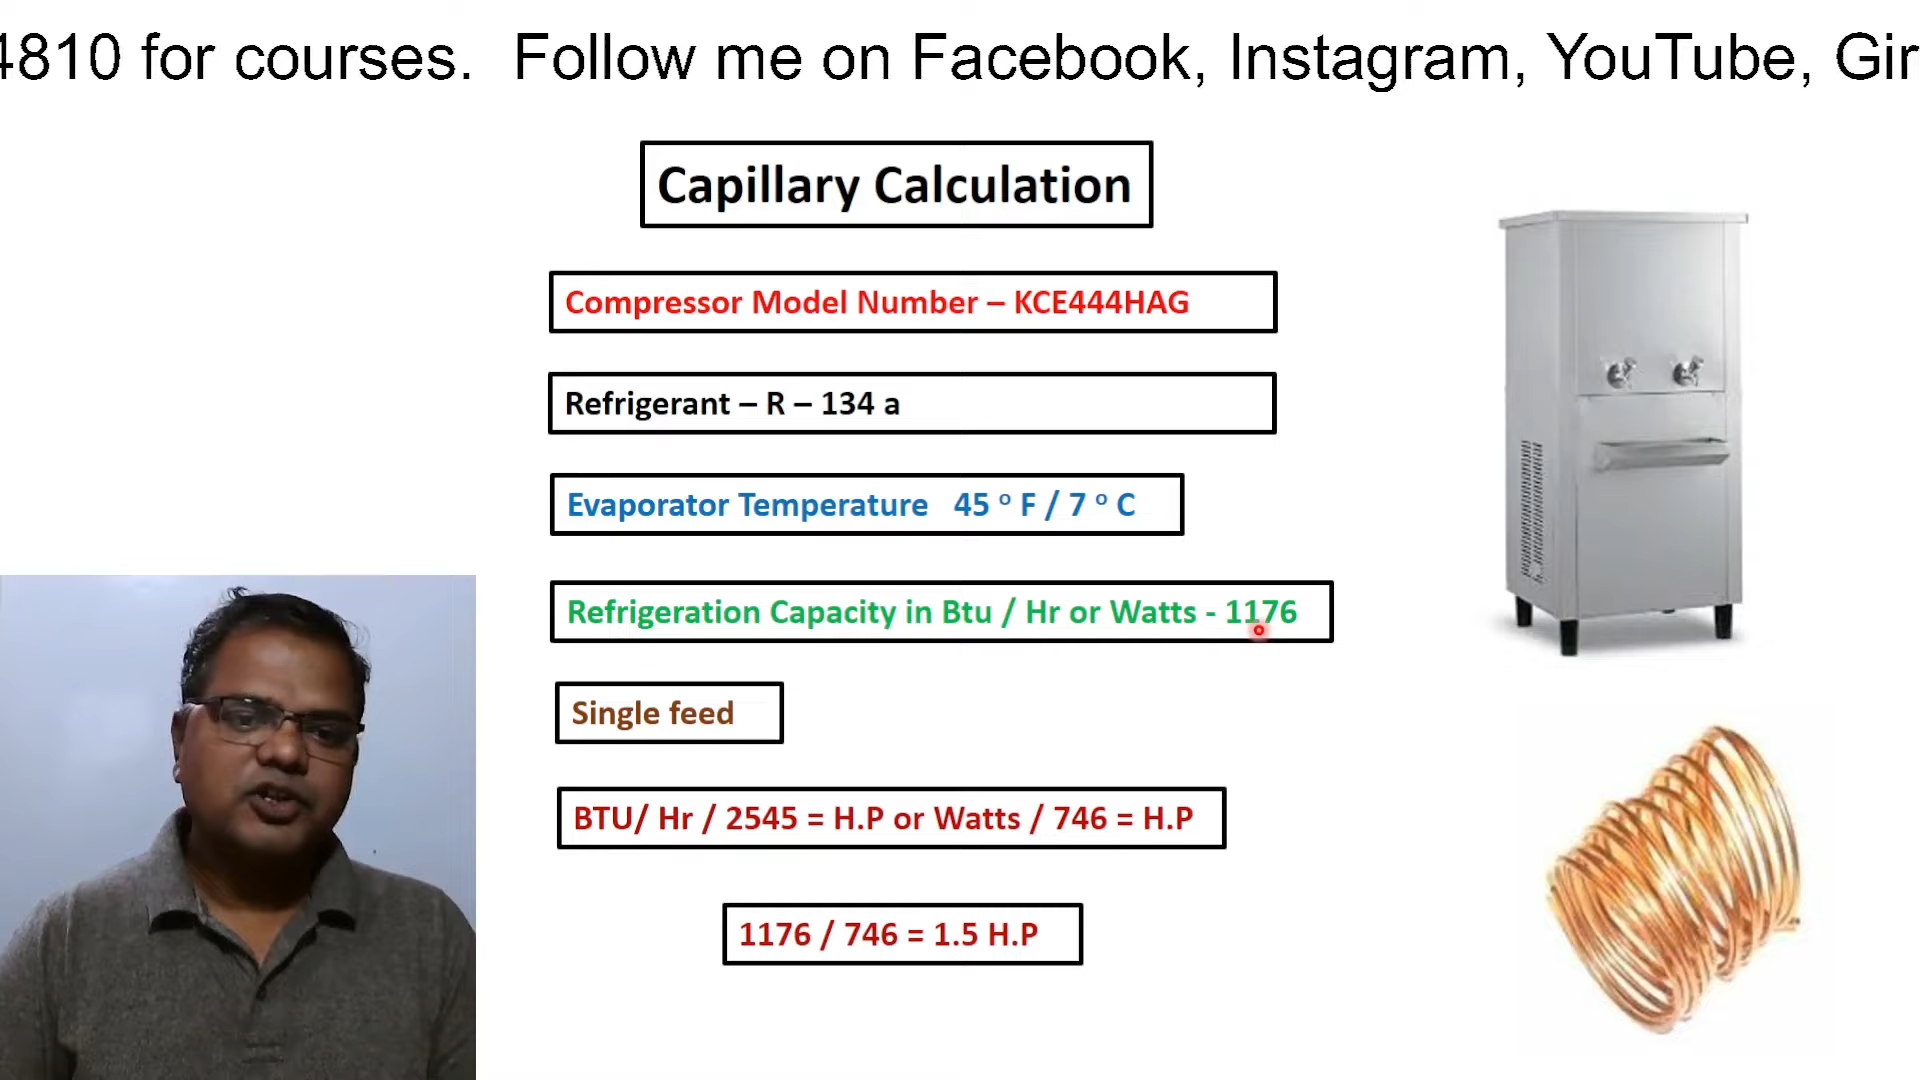 4810 for courses. Follow me on Facebook, Instagram, YouTube, Gir
Capillary Calculation
Compressor Model Number – KCE444HAG
Refrigerant – R – 134 a
Evaporator Temperature 45 º F / 7 º C
Refrigeration Capacity in Btu / Hr or Watts - 1176
Single feed
BTU/ Hr / 2545 = H.P or Watts / 746 = H.P
1176 / 746 = 1.5 H.P